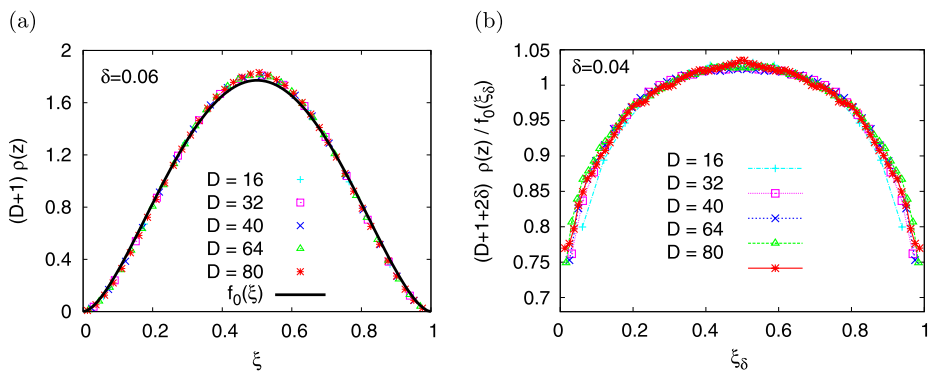 (a)
(D+1) ρ(z)
2
1.6
1.2
0.8
0.4
0
δ=0.06
D = 16
D = 32
D = 40
D = 64
D = 80
f0(ξ)
0 0.2 0.4 0.6 0.8 1
ξ
(b)
(D+1+2δ) ρ(z) / f0(ξδ)
1.05
1
0.95
0.9
0.85
0.8
0.75
0.7
δ=0.04
D = 16
D = 32
D = 40
D = 64
D = 80
0 0.2 0.4 0.6 0.8 1
ξδ